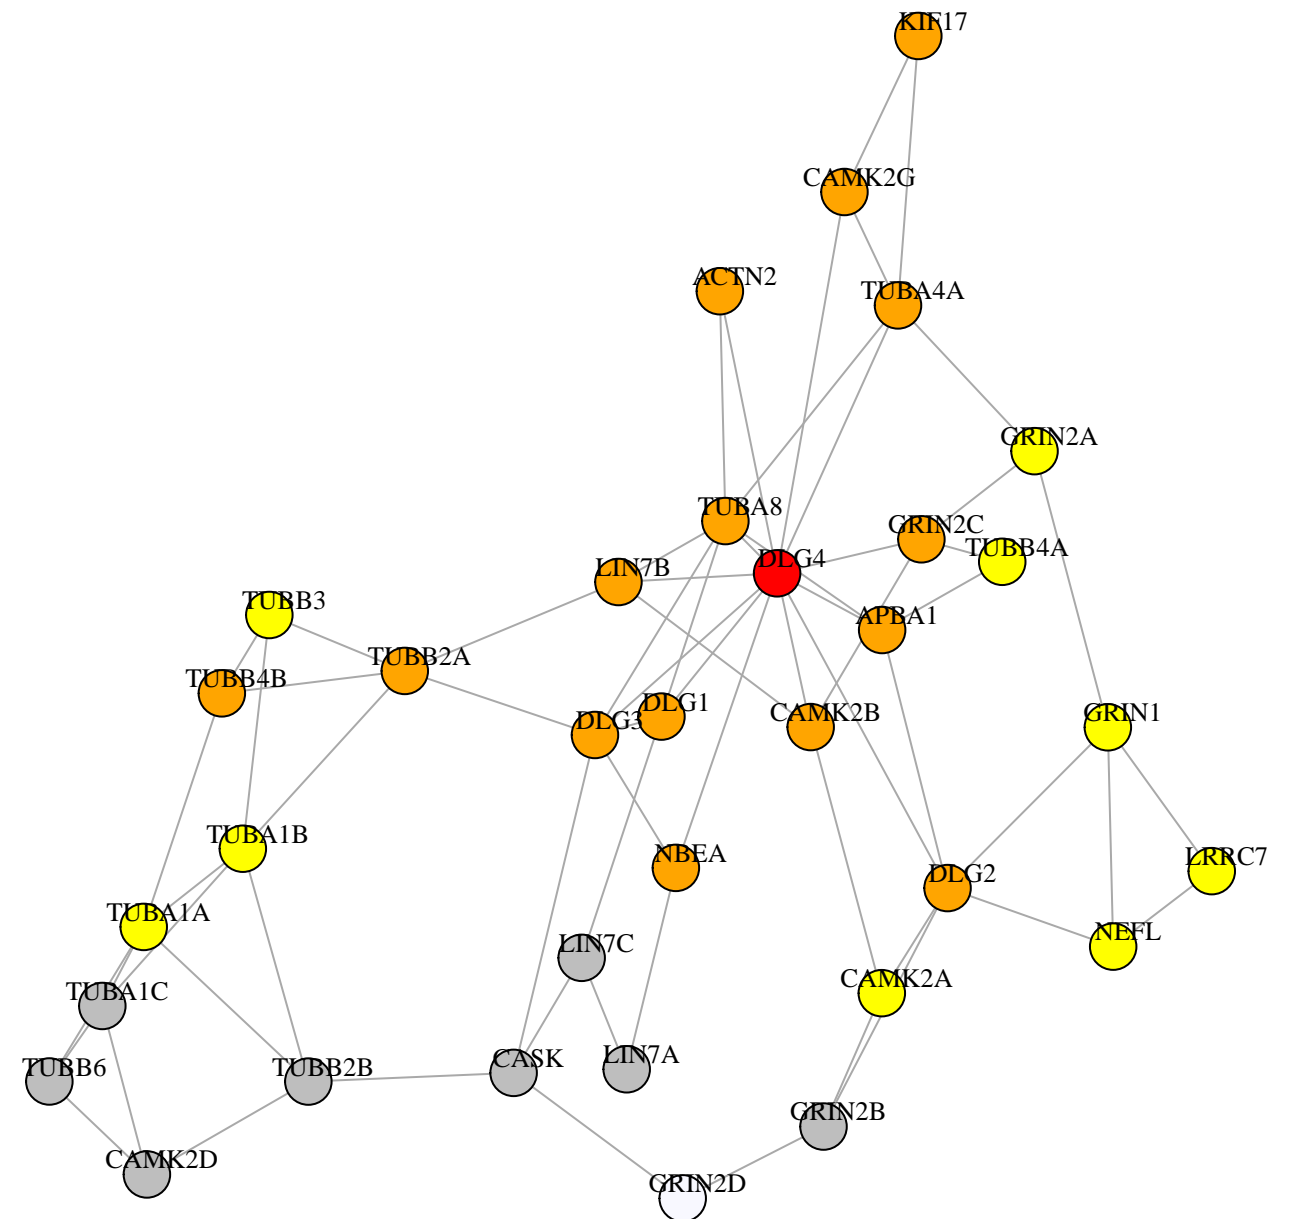 KIF17
CAMK2G
ACTN2
TUBA4A
GRIN2A
TUBA8
GRIN2C
TUBB4A
DLG4
LIN7B
TUBB3
APBA1
TUBB2A
TUBB4B
DLG1
CAMK2B
GRIN1
DLG3
TUBA1B
NBEA
LRRC7
DLG2
TUBA1A
NEFL
LIN7C
CAMK2A
TUBA1C
LIN7A
CASK
TUBB6
TUBB2B
GRIN2B
CAMK2D
GRIN2D